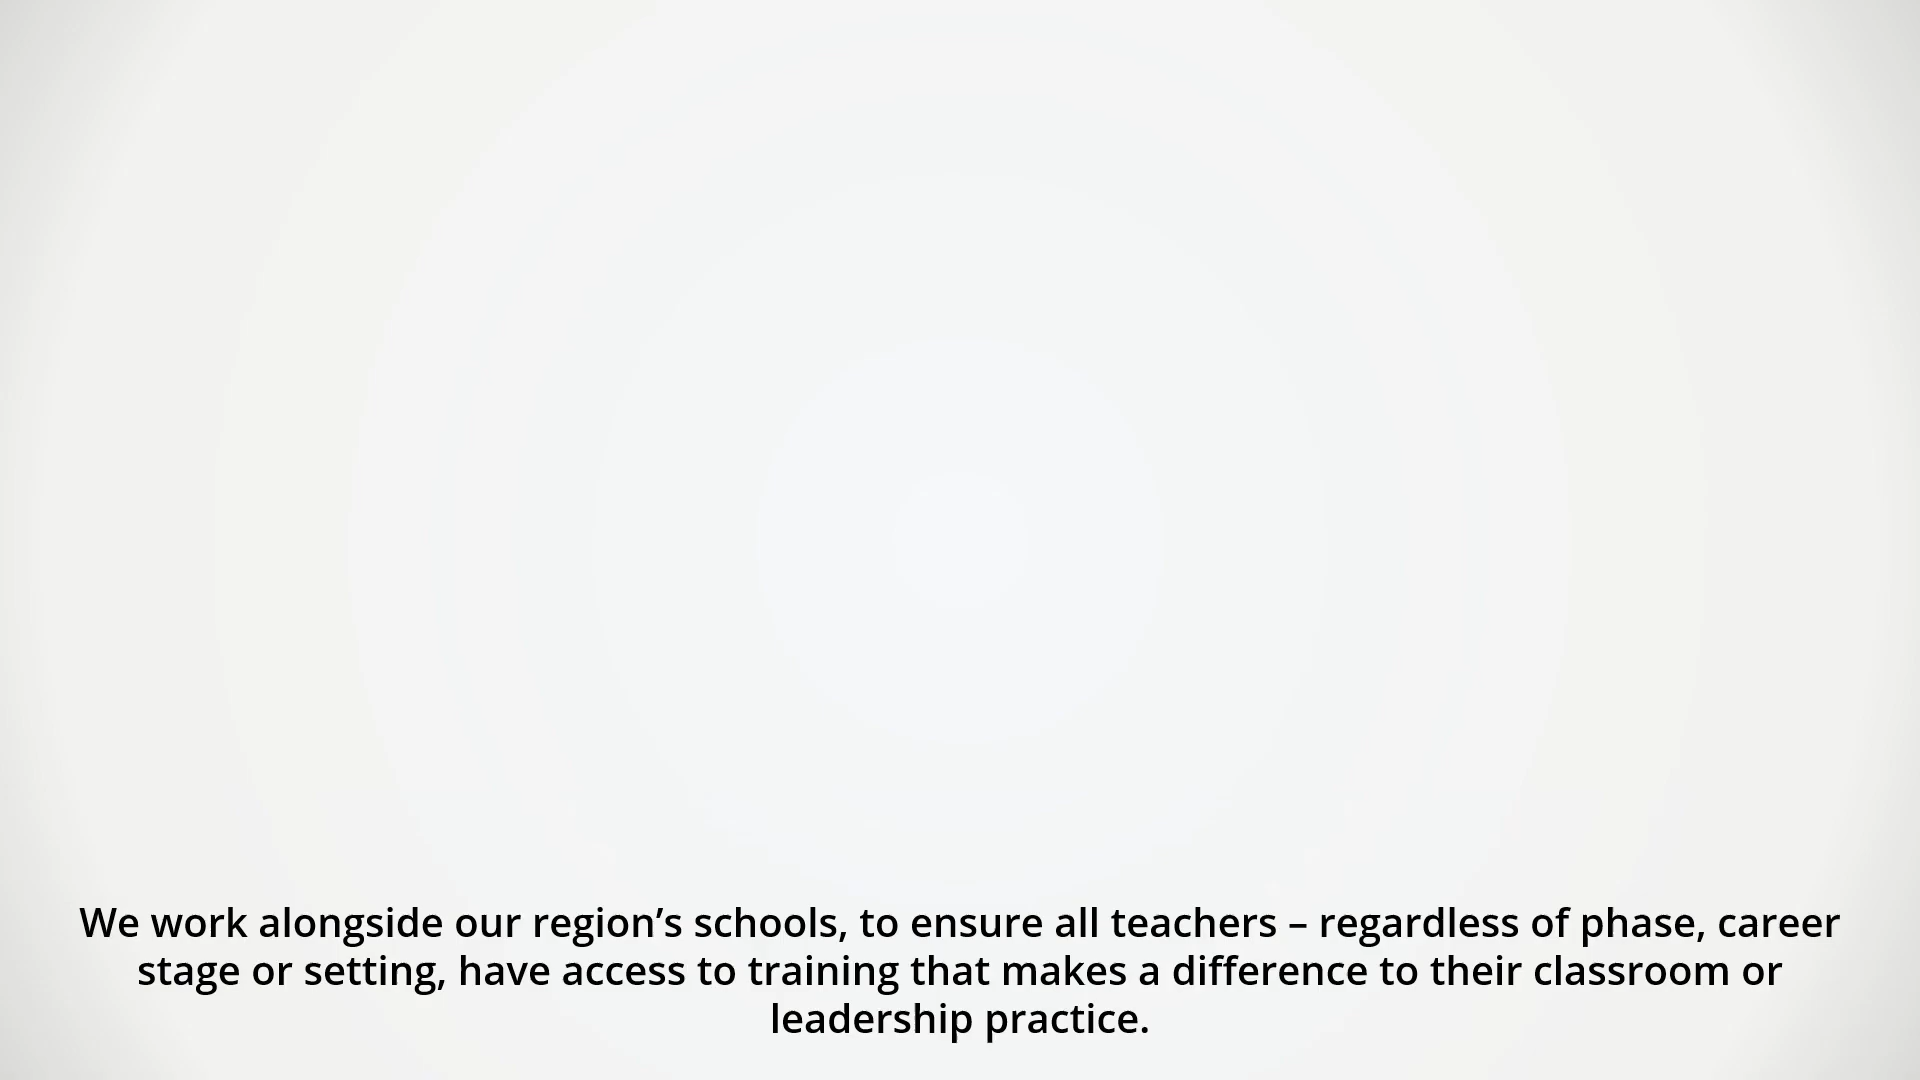 We work alongside our region’s schools, to ensure all teachers – regardless of phase, career
stage or setting, have access to training that makes a difference to their classroom or
leadership practice.